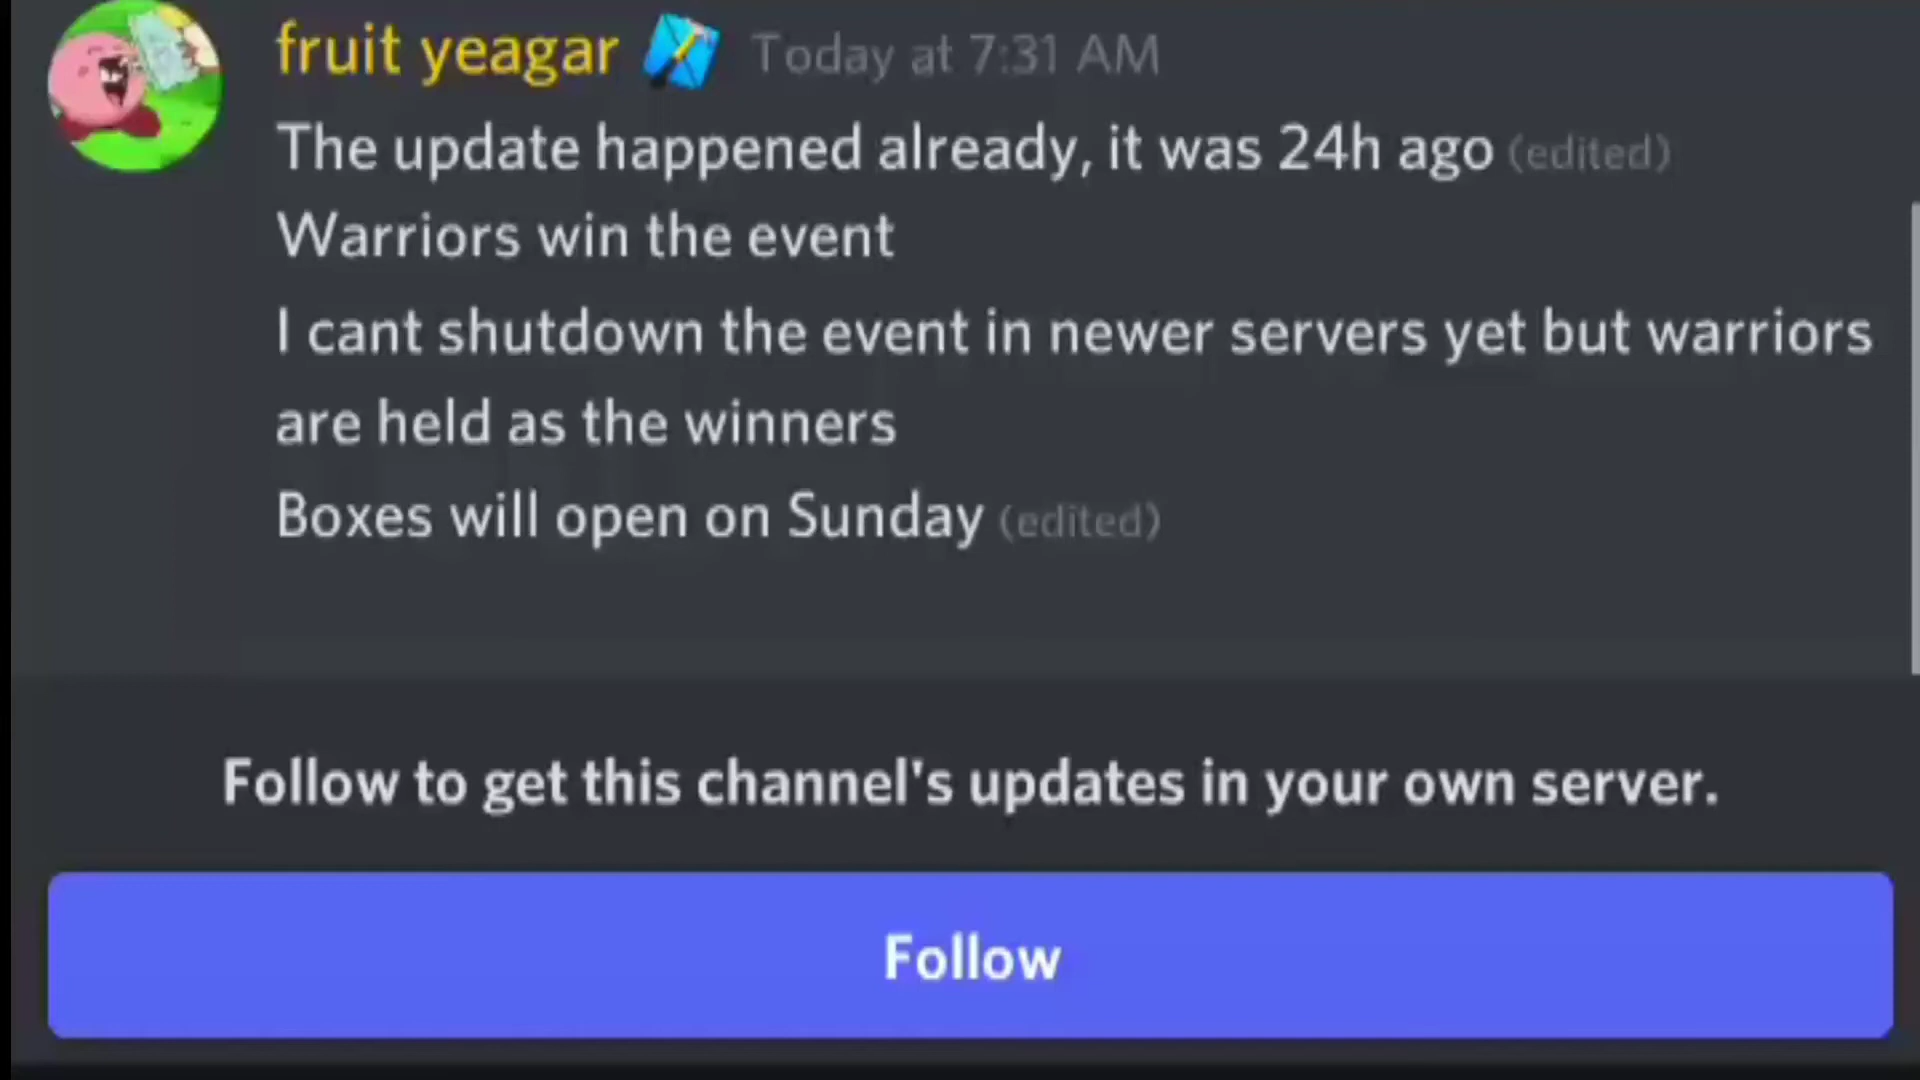 fruit yeagar Today at 7:31 AM
The update happened already, it was 24h ago (edited)
Warriors win the event
I cant shutdown the event in newer servers yet but warriors
are held as the winners
Boxes will open on Sunday (edited)
Follow to get this channel's updates in your own server.
Follow